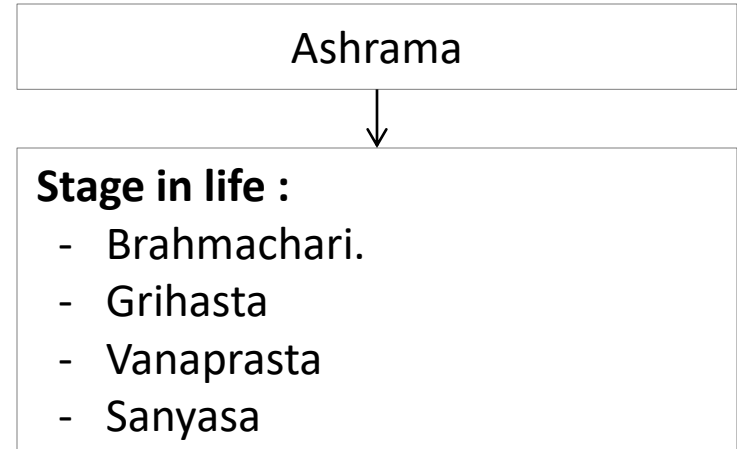 Ashrama
Stage in life :
- Brahmachari.
- Grihasta
- Vanaprasta
- Sanyasa